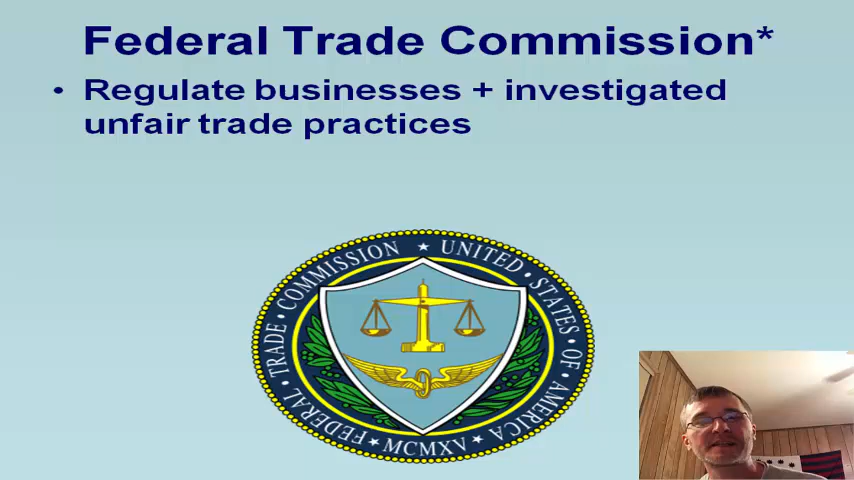 Federal Trade Commission*
• Regulate businesses + investigated
unfair trade practices
FEDERAL TRADE COMMISSION ★ UNITED STATES OF AMERICA ★ MCMXV ★